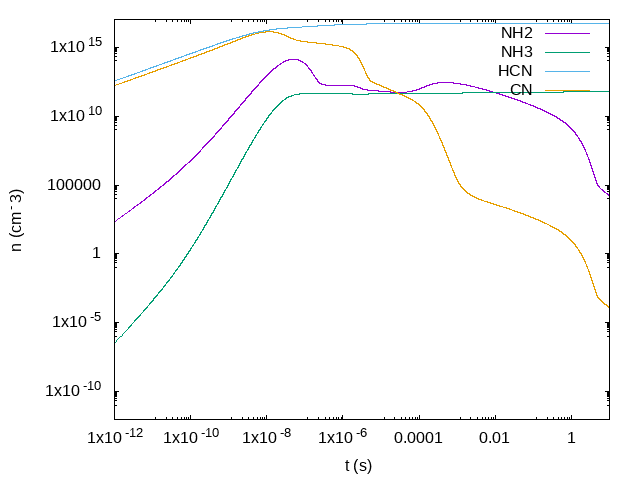 NH2
NH3
HCN
CN
1x10^15
1x10^10
100000
1
1x10^-5
1x10^-10
n (cm^-3)
1x10^-12 1x10^-10 1x10^-8 1x10^-6 0.0001 0.01 1
t (s)